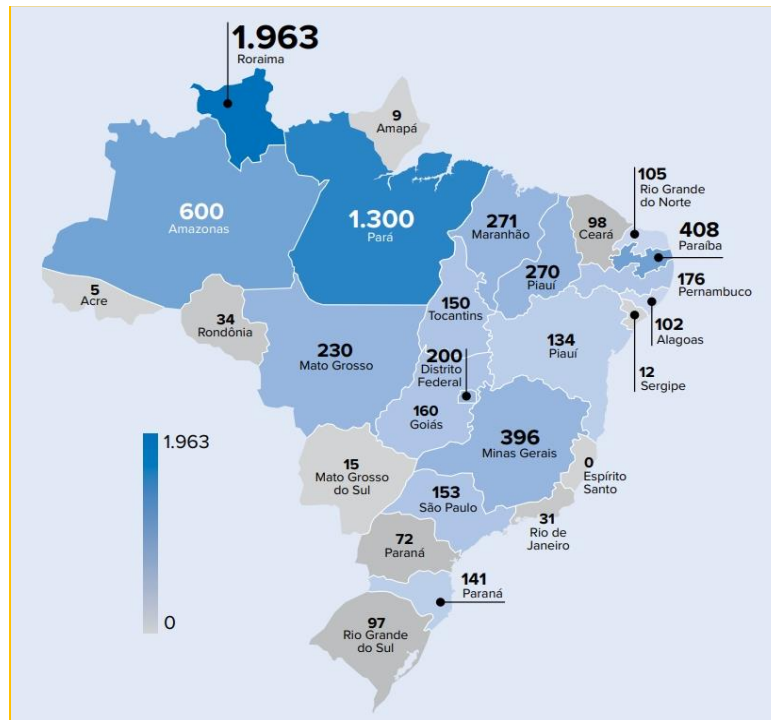 1.963
Roraima
9
Amapá
600
Amazonas
1.300
Pará
271
Maranhão
98
Ceará
105
Rio Grande
do Norte
408
Paraíba
270
Piauí
176
Pernambuco
5
Acre
34
Rondônia
150
Tocantins
102
Alagoas
230
Mato Grosso
200
Distrito
Federal
134
Piauí
12
Sergipe
160
Goiás
396
Minas Gerais
1.963
0
15
Mato Grosso
do Sul
0
Espírito
Santo
153
São Paulo
31
Rio de
Janeiro
72
Paraná
141
Paraná
97
Rio Grande
do Sul